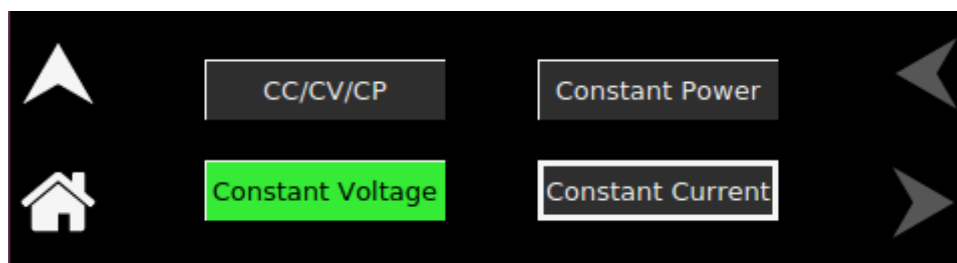 CC/CV/CP
Constant Power
Constant Voltage
Constant Current